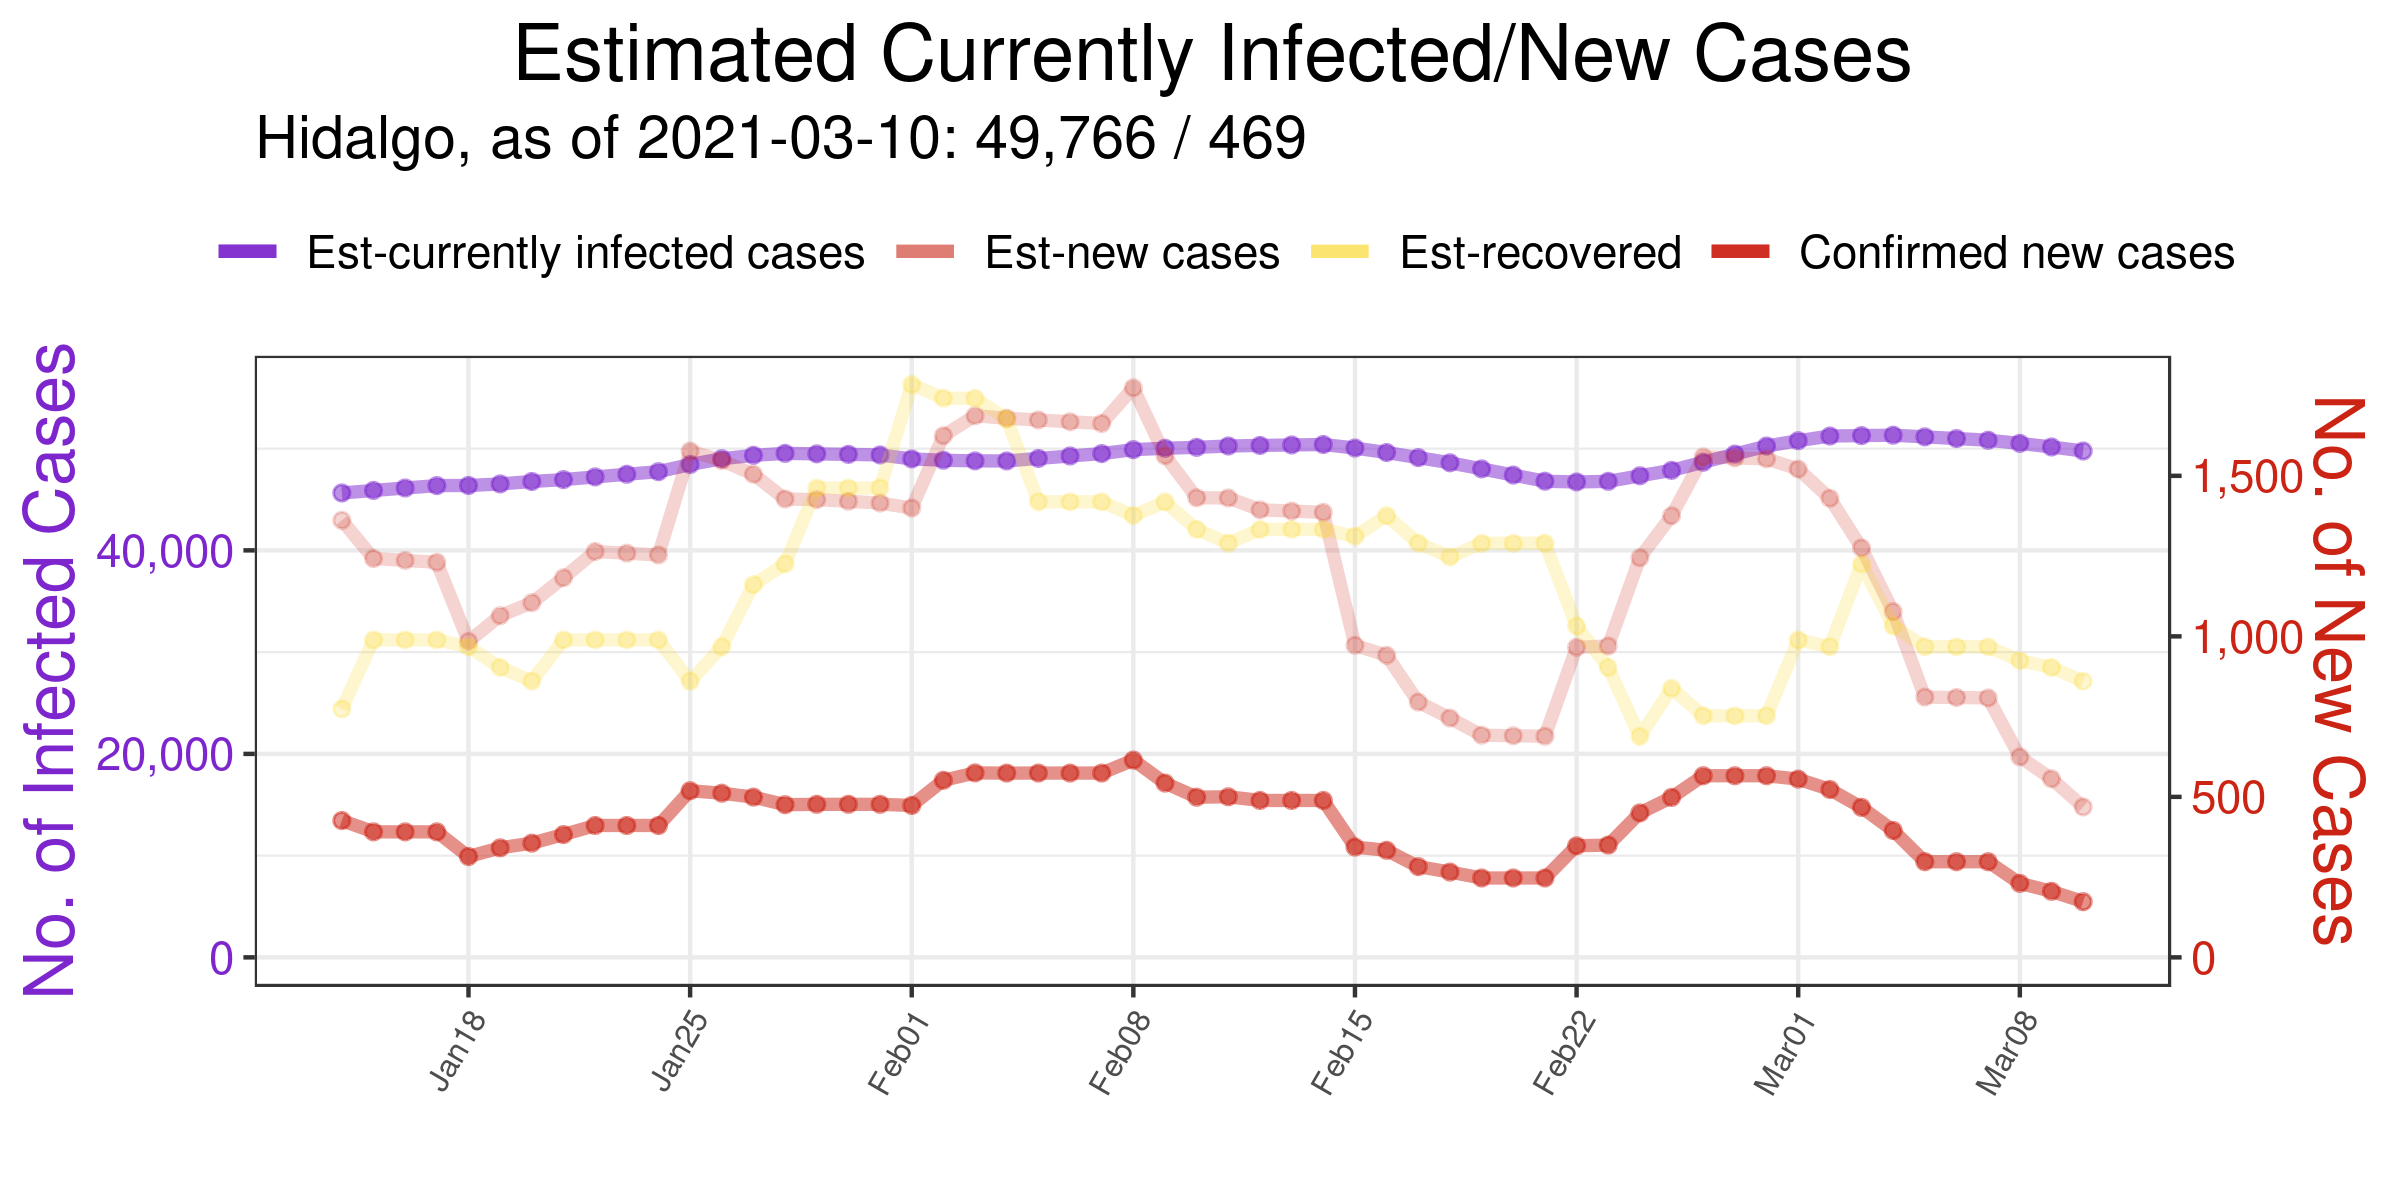 Estimated Currently Infected/New Cases
Hidalgo, as of 2021-03-10: 49,766 / 469
Est-currently infected cases Est-new cases Est-recovered Confirmed new cases
No. of Infected Cases
40,000
20,000
0
No. of New Cases
1,500
1,000
500
0
Jan18 Jan25 Feb01 Feb08 Feb15 Feb22 Mar01 Mar08